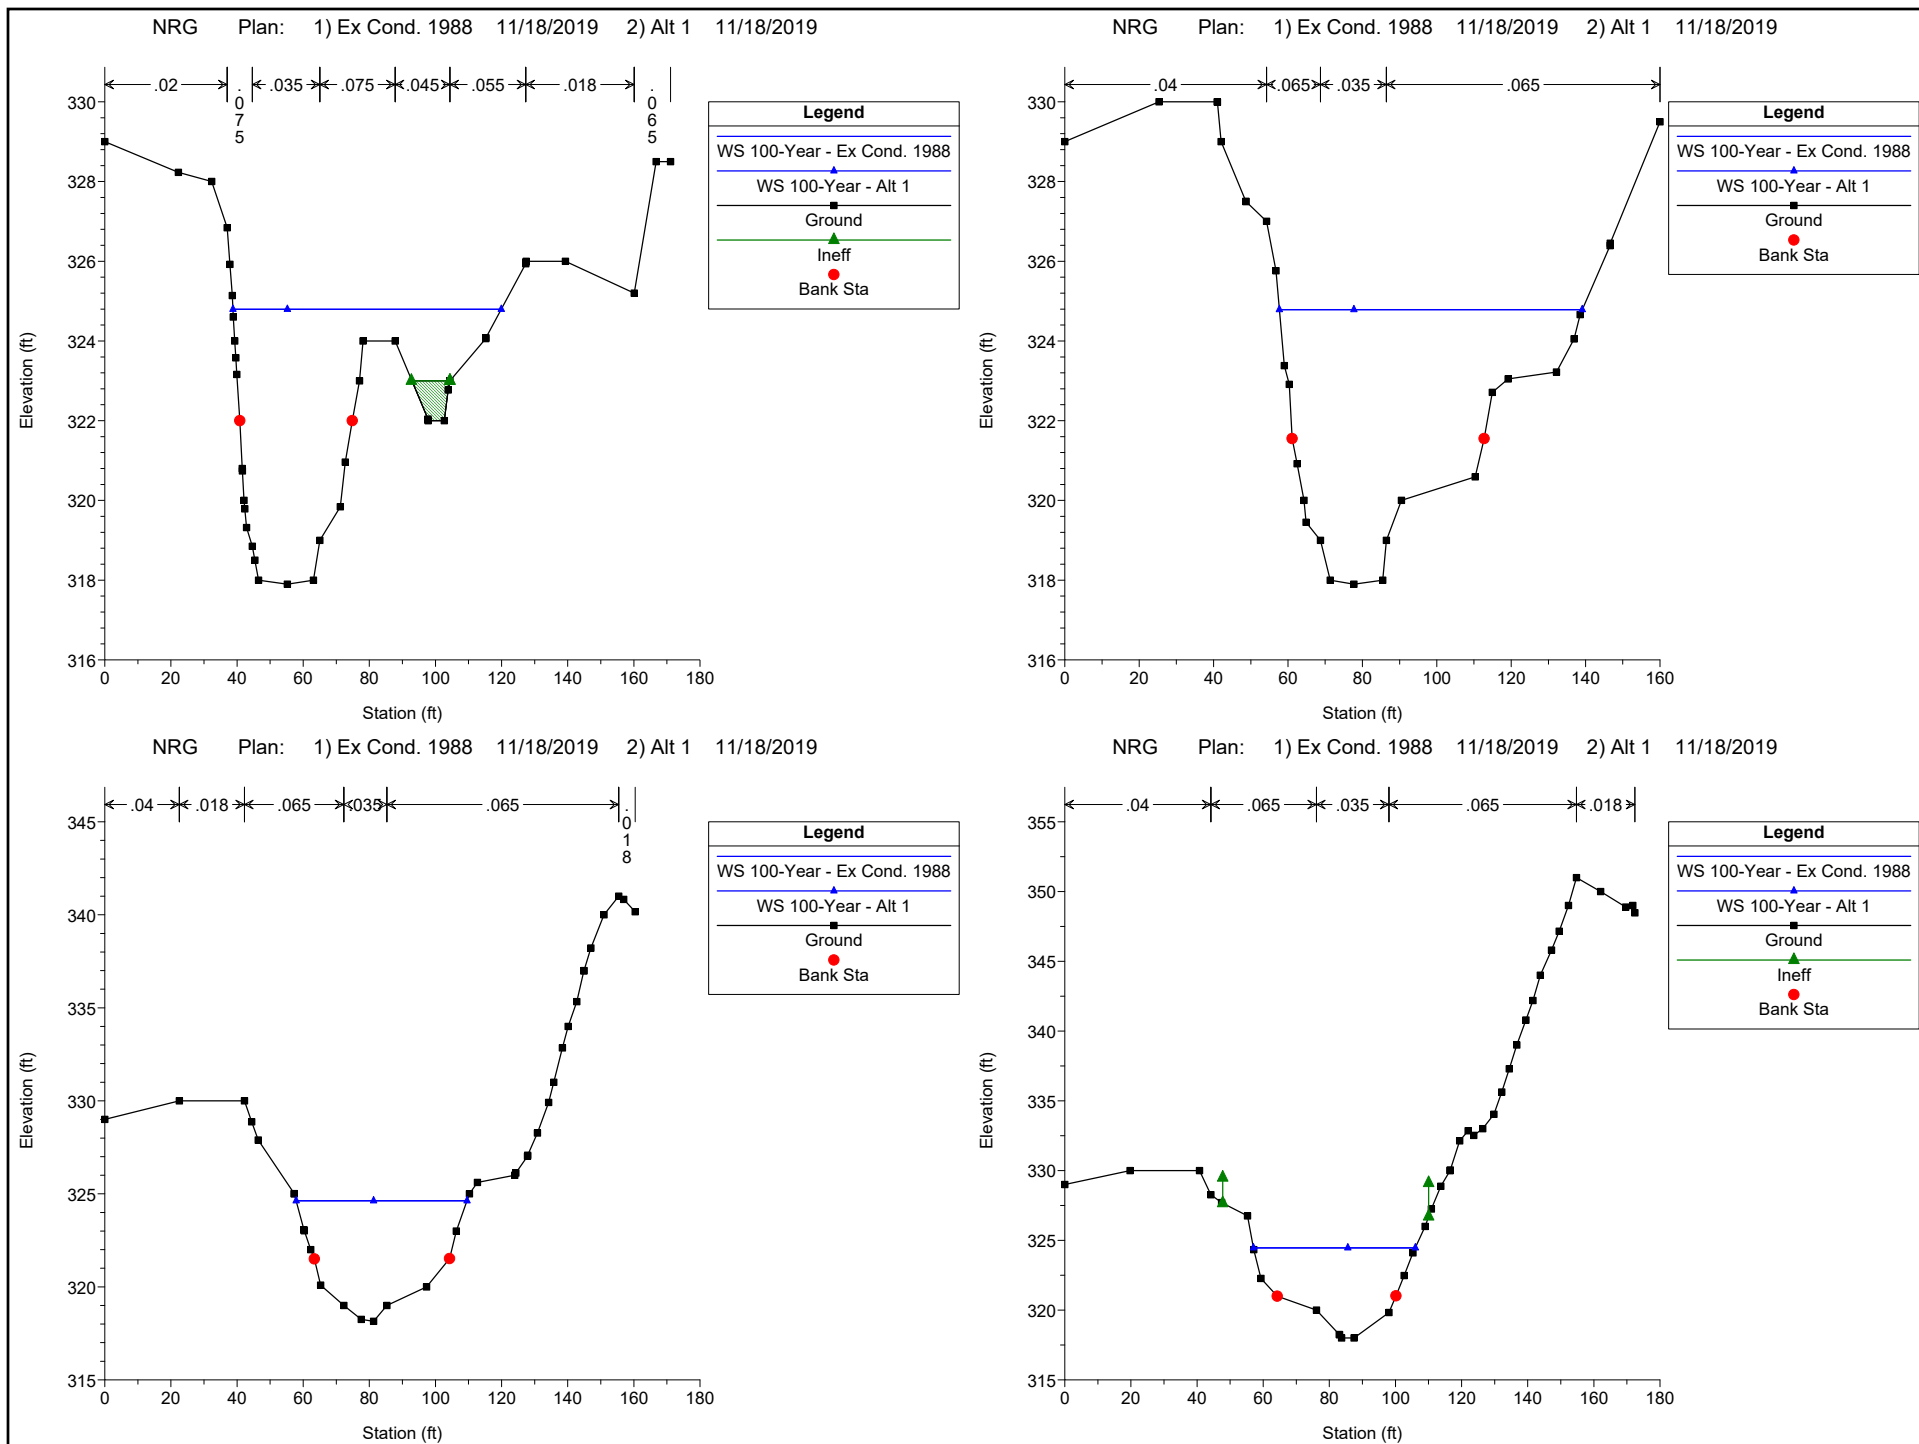 NRG Plan: 1) Ex Cond. 1988 11/18/2019 2) Alt 1 11/18/2019
.02 .075 .035 .075 .045 .055 .018 .065
330
328
326
324
322
320
318
316
Elevation (ft)
0 20 40 60 80 100 120 140 160 180
Station (ft)
Legend
WS 100-Year - Ex Cond. 1988
WS 100-Year - Alt 1
Ground
Ineff
Bank Sta
NRG Plan: 1) Ex Cond. 1988 11/18/2019 2) Alt 1 11/18/2019
.04 .065 .035 .065
330
328
326
324
322
320
318
316
Elevation (ft)
0 20 40 60 80 100 120 140 160
Station (ft)
Legend
WS 100-Year - Ex Cond. 1988
WS 100-Year - Alt 1
Ground
Bank Sta
NRG Plan: 1) Ex Cond. 1988 11/18/2019 2) Alt 1 11/18/2019
.04 .018 .065 .035 .065 .018
345
340
335
330
325
320
315
Elevation (ft)
0 20 40 60 80 100 120 140 160 180
Station (ft)
Legend
WS 100-Year - Ex Cond. 1988
WS 100-Year - Alt 1
Ground
Bank Sta
NRG Plan: 1) Ex Cond. 1988 11/18/2019 2) Alt 1 11/18/2019
.04 .065 .035 .065 .018
355
350
345
340
335
330
325
320
315
Elevation (ft)
0 20 40 60 80 100 120 140 160 180
Station (ft)
Legend
WS 100-Year - Ex Cond. 1988
WS 100-Year - Alt 1
Ground
Ineff
Bank Sta